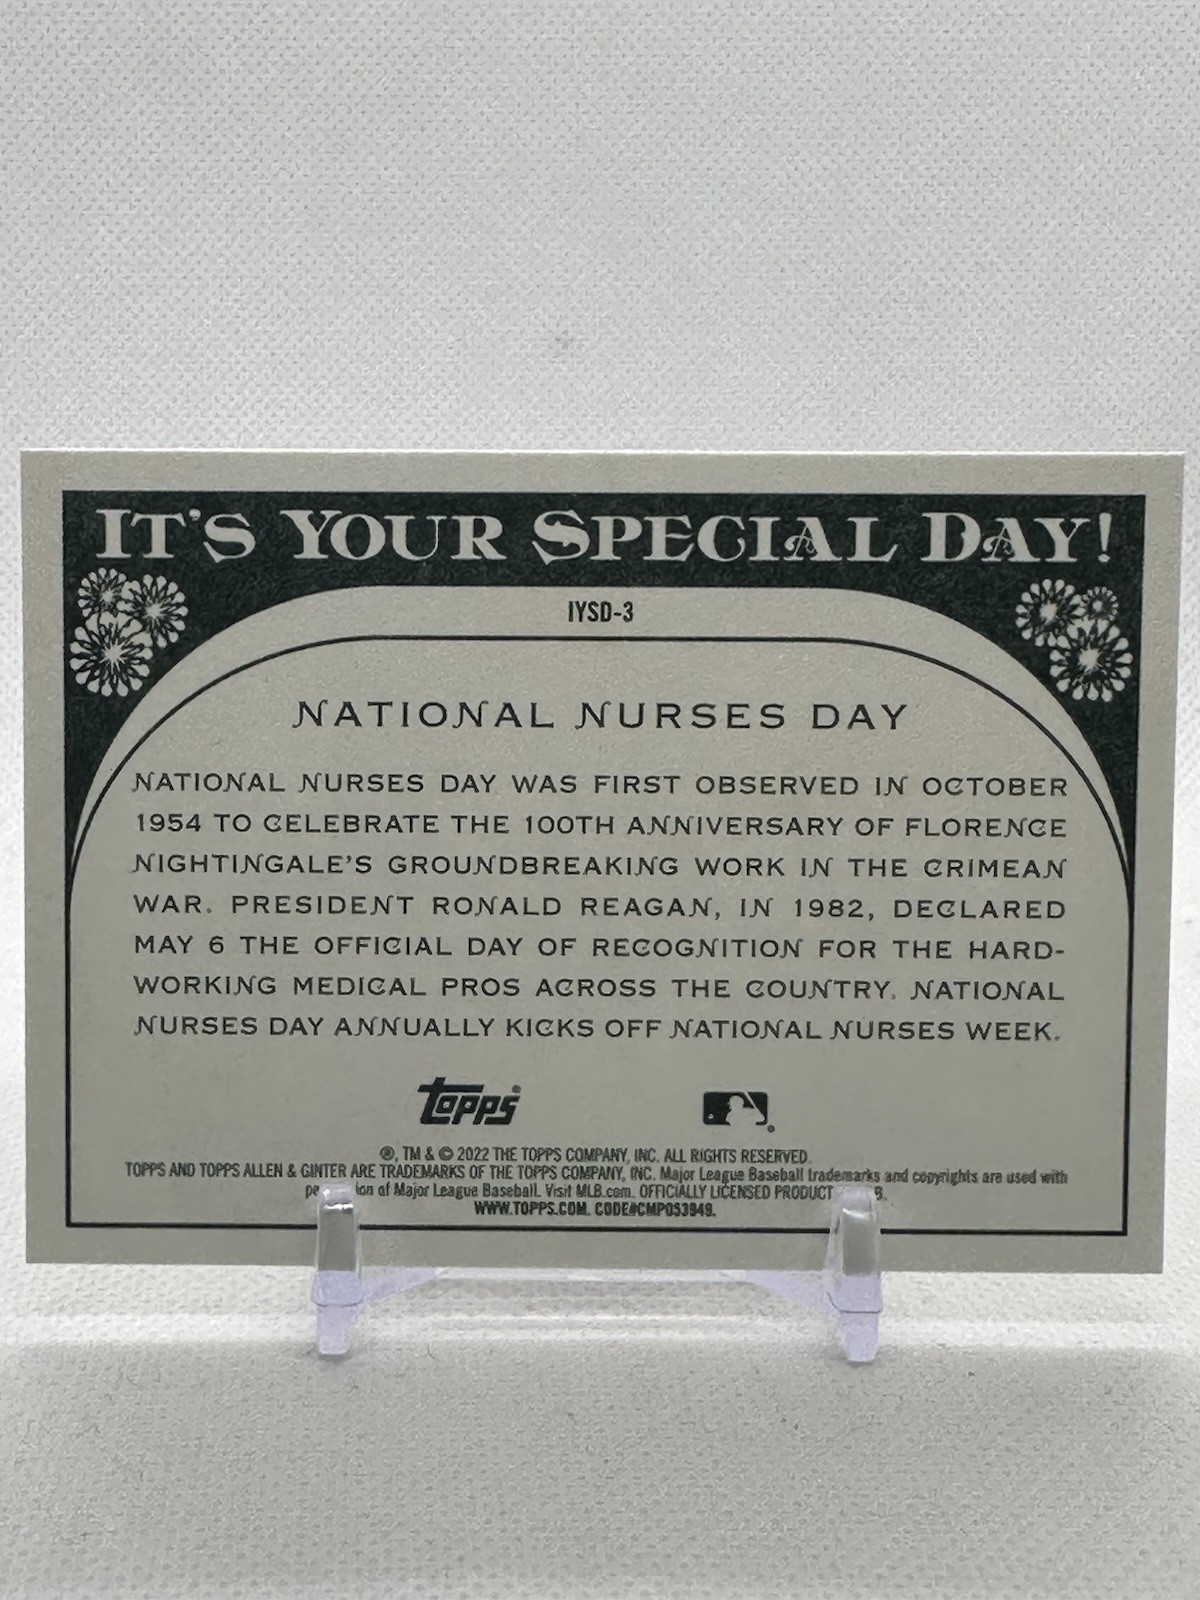 IT'S YOUR SPECIAL DAY!
IYSD-3
NATIONAL NURSES DAY
NATIONAL NURSES DAY WAS FIRST OBSERVED IN OCTOBER
1954 TO CELEBRATE THE 100TH ANNIVERSARY OF FLORENCE
NIGHTINGALE'S GROUNDBREAKING WORK IN THE CRIMEAN
WAR. PRESIDENT RONALD REAGAN, IN 1982, DECLARED
MAY 6 THE OFFICIAL DAY OF RECOGNITION FOR THE HARD-
WORKING MEDICAL PROS ACROSS THE COUNTRY. NATIONAL
NURSES DAY ANNUALLY KICKS OFF NATIONAL NURSES WEEK.
topps
®, TM & © 2022 THE TOPPS COMPANY, INC. ALL RIGHTS RESERVED.
TOPPS AND TOPPS ALLEN & GINTER ARE TRADEMARKS OF THE TOPPS COMPANY, INC. Major League Baseball trademarks and copyrights are used with
of Major League Baseball. Visit MLB.com. OFFICIALLY LICENSED PRODUCT
WWW.TOPPS.COM. CODE#CMP053949.